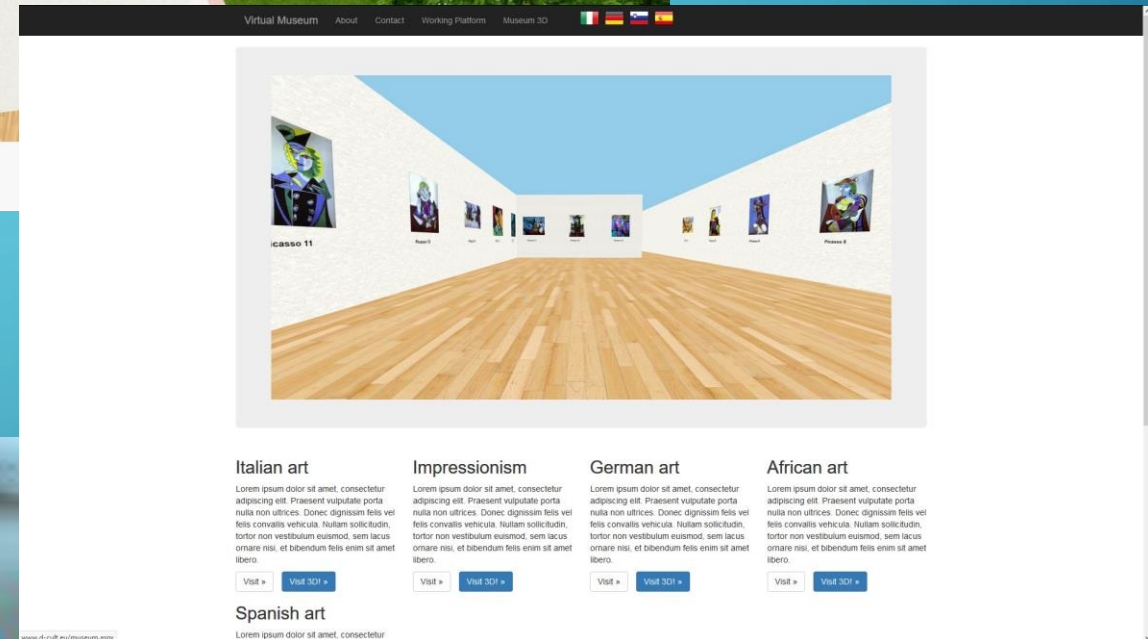 Virtual Museum About Contact Working Platform Museum 3D
icasso 11
Picasso 8
Italian art
Lorem ipsum dolor sit amet, consectetur
adipiscing elit. Praesent vulputate porta
nulla non ultrices. Donec dignissim felis vel
felis convallis vehicula. Nullam sollicitudin,
tortor non vestibulum euismod, sem lacus
ornare nisi, et bibendum felis enim sit amet
libero.
Visit »
Visit 3D! »
Impressionism
Lorem ipsum dolor sit amet, consectetur
adipiscing elit. Praesent vulputate porta
nulla non ultrices. Donec dignissim felis vel
felis convallis vehicula. Nullam sollicitudin,
tortor non vestibulum euismod, sem lacus
ornare nisi, et bibendum felis enim sit amet
libero.
Visit »
Visit 3D! »
German art
Lorem ipsum dolor sit amet, consectetur
adipiscing elit. Praesent vulputate porta
nulla non ultrices. Donec dignissim felis vel
felis convallis vehicula. Nullam sollicitudin,
tortor non vestibulum euismod, sem lacus
ornare nisi, et bibendum felis enim sit amet
libero.
Visit »
Visit 3D! »
African art
Lorem ipsum dolor sit amet, consectetur
adipiscing elit. Praesent vulputate porta
nulla non ultrices. Donec dignissim felis vel
felis convallis vehicula. Nullam sollicitudin,
tortor non vestibulum euismod, sem lacus
ornare nisi, et bibendum felis enim sit amet
libero.
Visit »
Visit 3D! »
Spanish art
Lorem ipsum dolor sit amet, consectetur